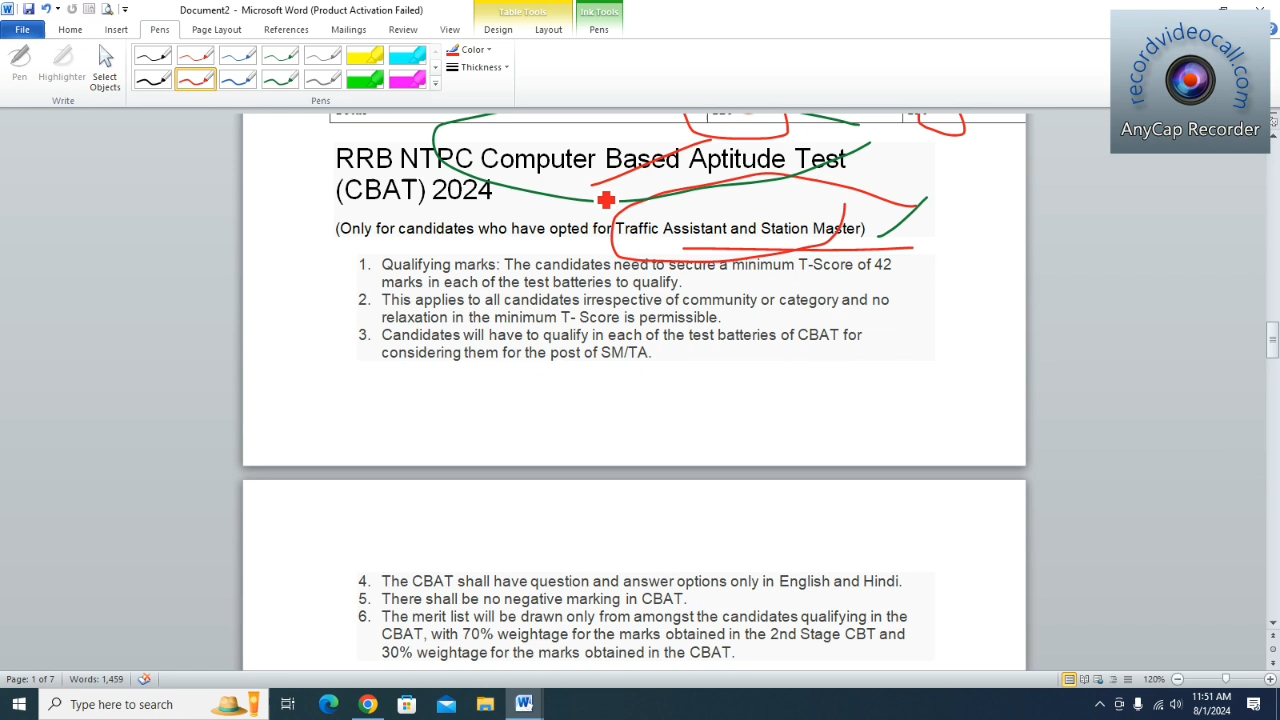 Document2 - Microsoft Word (Product Activation Failed)
Table Tools
Ink Tools
File
Home
Insert
Pens
Page Layout
References
Mailings
Review
View
Design
Layout
Pens
Pen
Highlighter
Select
Objects
Color
Thickness
Write
Pens
recordvideocall.com
AnyCap Recorder
RRB NTPC Computer Based Aptitude Test
(CBAT) 2024
(Only for candidates who have opted for Traffic Assistant and Station Master)
1. Qualifying marks: The candidates need to secure a minimum T-Score of 42
marks in each of the test batteries to qualify.
2. This applies to all candidates irrespective of community or category and no
relaxation in the minimum T- Score is permissible.
3. Candidates will have to qualify in each of the test batteries of CBAT for
considering them for the post of SM/TA.
4. The CBAT shall have question and answer options only in English and Hindi.
5. There shall be no negative marking in CBAT.
6. The merit list will be drawn only from amongst the candidates qualifying in the
CBAT, with 70% weightage for the marks obtained in the 2nd Stage CBT and
30% weightage for the marks obtained in the CBAT.
Page: 1 of 7
Words: 1,459
120%
Type here to search
11:51 AM
8/1/2024